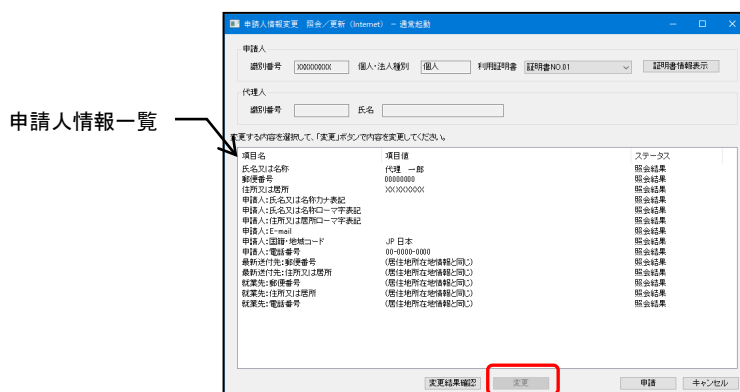 申請人情報変更 照会／更新（Internet） － 通常起動
申請人
識別番号 XXXXXXXXX 個人・法人種別 個人 利用証明書 証明書NO.01 証明書情報表示
代理人
識別番号 氏名
申請人情報一覧
変更する内容を選択して、「変更」ボタンで内容を変更してください。
項目名 項目値 ステータス
氏名又は名称 代理 一郎 照会結果
郵便番号 00000000 照会結果
住所又は居所 XXXXXXXXX 照会結果
申請人:氏名又は名称カナ表記 照会結果
申請人:氏名又は名称ローマ字表記 照会結果
申請人:住所又は居所ローマ字表記 照会結果
申請人:E-mail 照会結果
申請人:国籍・地域コード JP 日本 照会結果
申請人:電話番号 00-0000-0000 照会結果
最新送付先:郵便番号 (居住地所在地情報と同じ) 照会結果
最新送付先:住所又は居所 (居住地所在地情報と同じ) 照会結果
就業先:郵便番号 (居住地所在地情報と同じ) 照会結果
就業先:住所又は居所 (居住地所在地情報と同じ) 照会結果
就業先:電話番号 (居住地所在地情報と同じ) 照会結果
変更結果確認 変更 申請 キャンセル